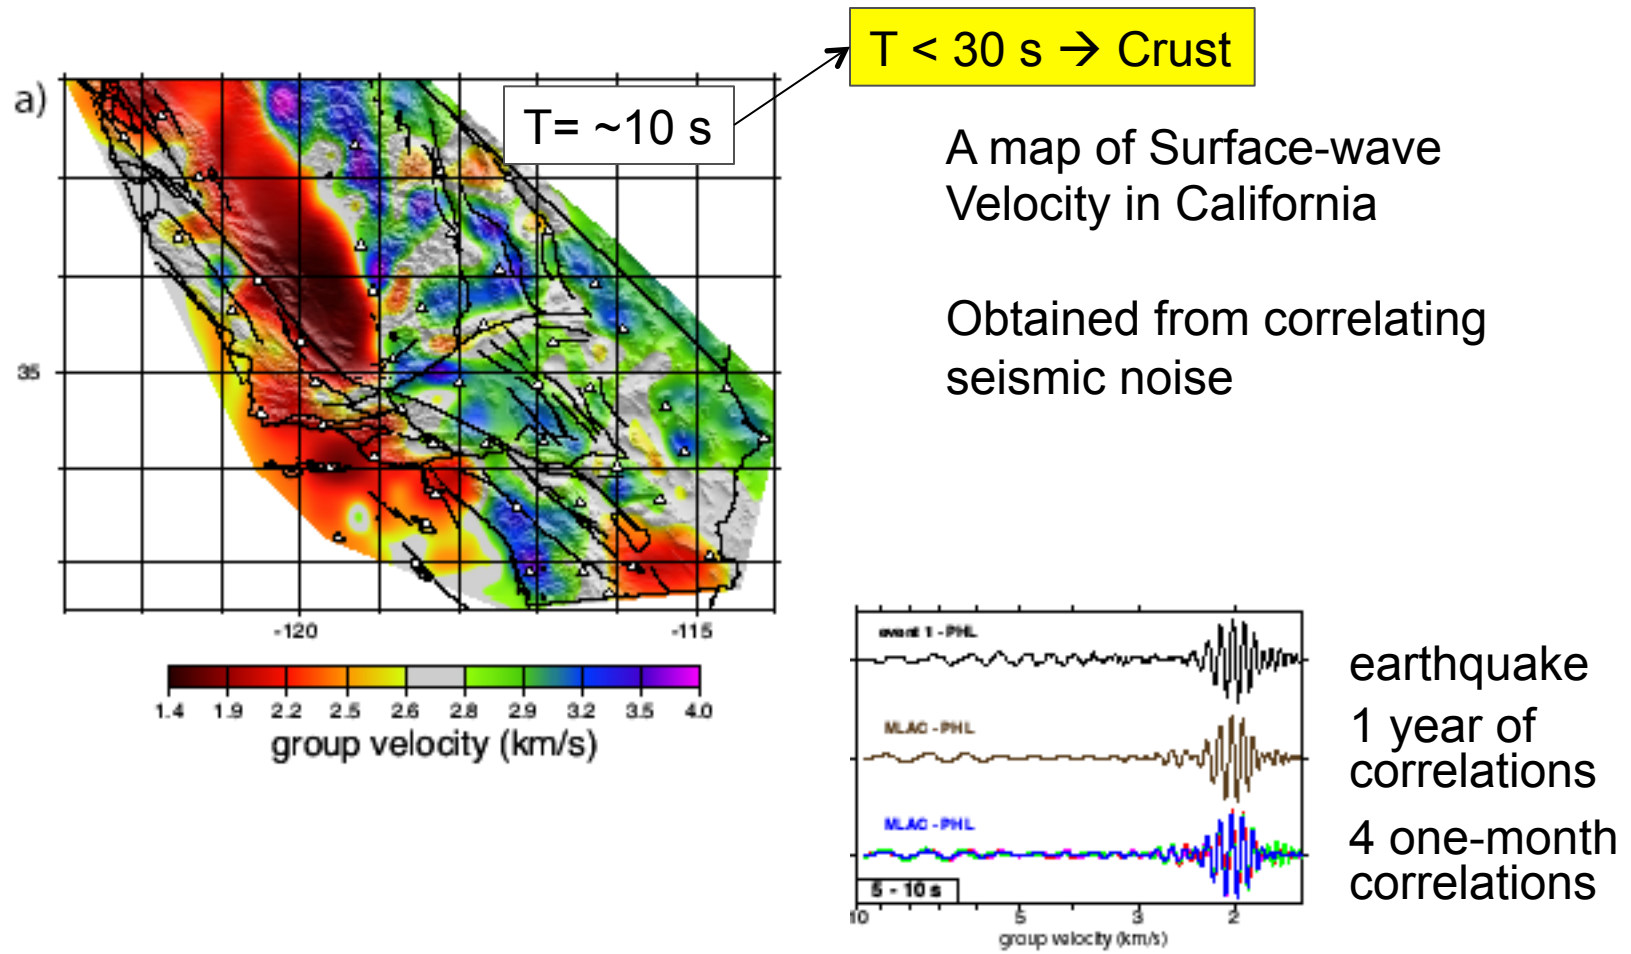 T < 30 s → Crust
a)
T= ~10 s
A map of Surface-wave
Velocity in California
Obtained from correlating
seismic noise
35
-120
-115
1.4 1.9 2.2 2.5 2.6 2.8 2.9 3.2 3.5 4.0
group velocity (km/s)
event 1 - PHL
earthquake
MLAC - PHL
1 year of
correlations
MLAC - PHL
4 one-month
correlations
5 - 10 s
10 5 3 2
group velocity (km/s)